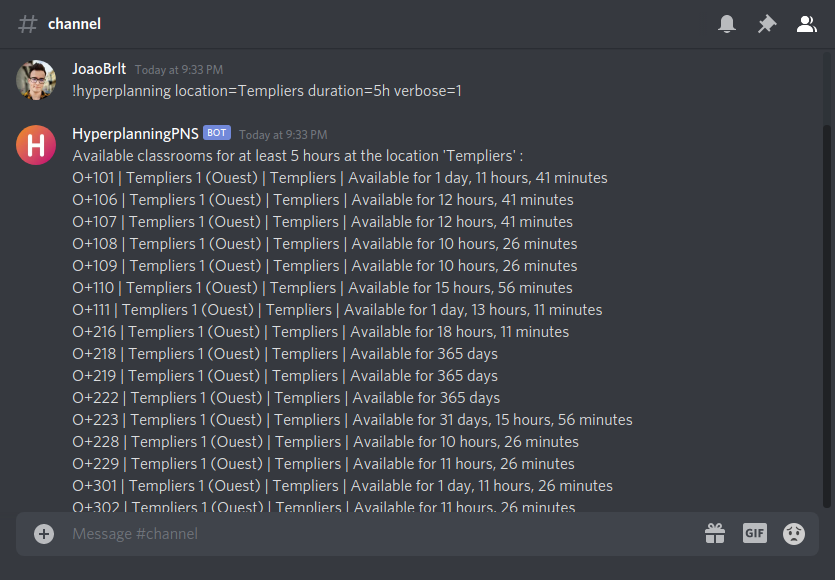 # channel
JoaoBrlt Today at 9:33 PM
!hyperplanning location=Templiers duration=5h verbose=1
H
HyperplanningPNS BOT Today at 9:33 PM
Available classrooms for at least 5 hours at the location 'Templiers' :
O+101 | Templiers 1 (Ouest) | Templiers | Available for 1 day, 11 hours, 41 minutes
O+106 | Templiers 1 (Ouest) | Templiers | Available for 12 hours, 41 minutes
O+107 | Templiers 1 (Ouest) | Templiers | Available for 12 hours, 41 minutes
O+108 | Templiers 1 (Ouest) | Templiers | Available for 10 hours, 26 minutes
O+109 | Templiers 1 (Ouest) | Templiers | Available for 10 hours, 26 minutes
O+110 | Templiers 1 (Ouest) | Templiers | Available for 15 hours, 56 minutes
O+111 | Templiers 1 (Ouest) | Templiers | Available for 1 day, 13 hours, 11 minutes
O+216 | Templiers 1 (Ouest) | Templiers | Available for 18 hours, 11 minutes
O+218 | Templiers 1 (Ouest) | Templiers | Available for 365 days
O+219 | Templiers 1 (Ouest) | Templiers | Available for 365 days
O+222 | Templiers 1 (Ouest) | Templiers | Available for 365 days
O+223 | Templiers 1 (Ouest) | Templiers | Available for 31 days, 15 hours, 56 minutes
O+228 | Templiers 1 (Ouest) | Templiers | Available for 10 hours, 26 minutes
O+229 | Templiers 1 (Ouest) | Templiers | Available for 11 hours, 26 minutes
O+301 | Templiers 1 (Ouest) | Templiers | Available for 1 day, 11 hours, 26 minutes
O+302 | Templiers 1 (Ouest) | Templiers | Available for 11 hours, 26 minutes
Message #channel GIF